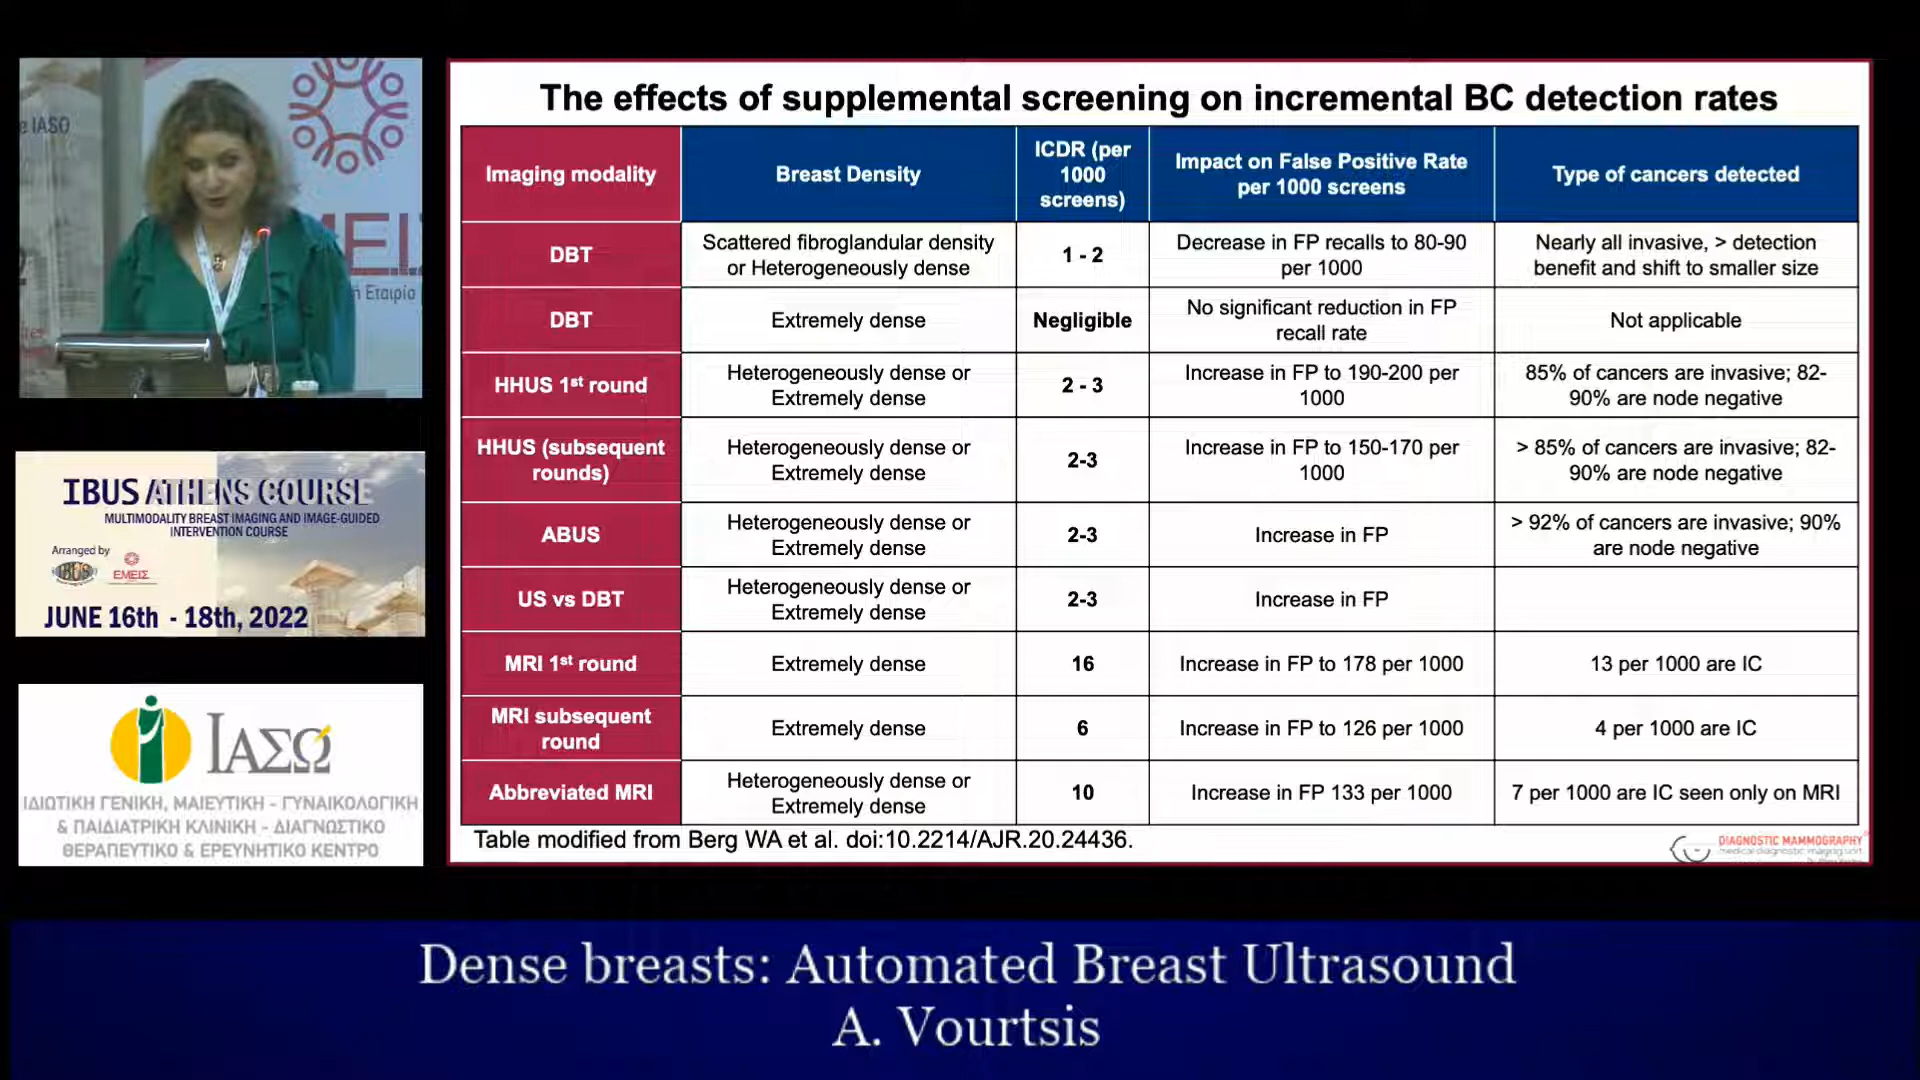 e IASO
ΜΕΙΣ
ή Εταιρία
IBUS ATHENS COURSE
MULTIMODALITY BREAST IMAGING AND IMAGE-GUIDED
INTERVENTION COURSE
Arranged by
IBUS
ΕΜΕΙΣ
JUNE 16th - 18th, 2022
ΙΑΣΩ
ΙΔΙΩΤΙΚΗ ΓΕΝΙΚΗ, ΜΑΙΕΥΤΙΚΗ - ΓΥΝΑΙΚΟΛΟΓΙΚΗ
& ΠΑΙΔΙΑΤΡΙΚΗ ΚΛΙΝΙΚΗ - ΔΙΑΓΝΩΣΤΙΚΟ
ΘΕΡΑΠΕΥΤΙΚΟ & ΕΡΕΥΝΗΤΙΚΟ ΚΕΝΤΡΟ
The effects of supplemental screening on incremental BC detection rates
Imaging modality
Breast Density
ICDR (per
1000
screens)
Impact on False Positive Rate
per 1000 screens
Type of cancers detected
DBT
Scattered fibroglandular density
or Heterogeneously dense
1 - 2
Decrease in FP recalls to 80-90
per 1000
Nearly all invasive, > detection
benefit and shift to smaller size
DBT
Extremely dense
Negligible
No significant reduction in FP
recall rate
Not applicable
HHUS 1st round
Heterogeneously dense or
Extremely dense
2 - 3
Increase in FP to 190-200 per
1000
85% of cancers are invasive; 82-
90% are node negative
HHUS (subsequent
rounds)
Heterogeneously dense or
Extremely dense
2-3
Increase in FP to 150-170 per
1000
> 85% of cancers are invasive; 82-
90% are node negative
ABUS
Heterogeneously dense or
Extremely dense
2-3
Increase in FP
> 92% of cancers are invasive; 90%
are node negative
US vs DBT
Heterogeneously dense or
Extremely dense
2-3
Increase in FP
MRI 1st round
Extremely dense
16
Increase in FP to 178 per 1000
13 per 1000 are IC
MRI subsequent
round
Extremely dense
6
Increase in FP to 126 per 1000
4 per 1000 are IC
Abbreviated MRI
Heterogeneously dense or
Extremely dense
10
Increase in FP 133 per 1000
7 per 1000 are IC seen only on MRI
Table modified from Berg WA et al. doi:10.2214/AJR.20.24436.
DIAGNOSTIC MAMMOGRAPHY
medical diagnostic imaging unit
Dense breasts: Automated Breast Ultrasound
A. Vourtsis